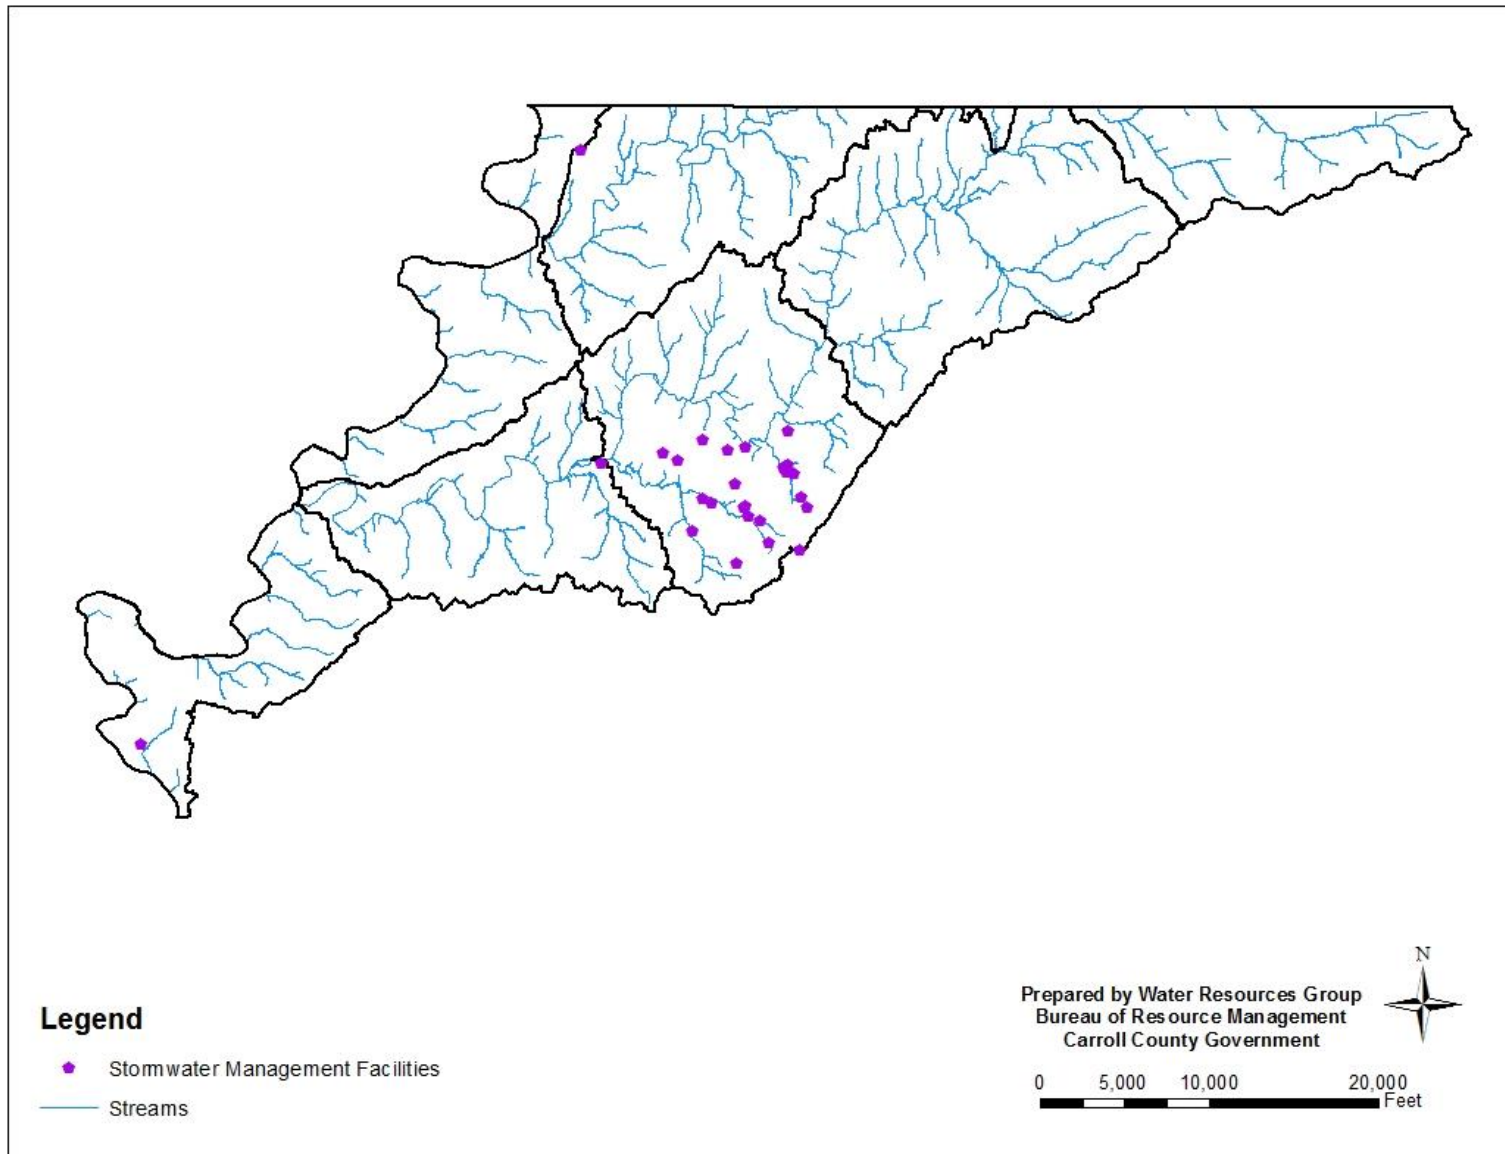 N
Legend
Stormwater Management Facilities
Streams
Prepared by Water Resources Group
Bureau of Resource Management
Carroll County Government
0 5,000 10,000 20,000
Feet